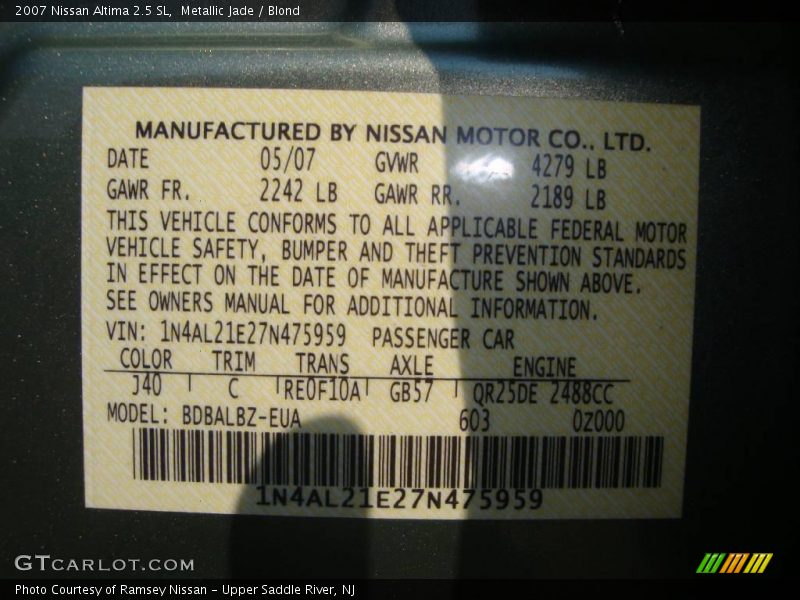 2007 Nissan Altima 2.5 SL,  Metallic Jade / Blond
MANUFACTURED BY NISSAN MOTOR CO., LTD.
DATE 05/07 GVWR 4279 LB
GAWR FR. 2242 LB GAWR RR. 2189 LB
THIS VEHICLE CONFORMS TO ALL APPLICABLE FEDERAL MOTOR
VEHICLE SAFETY, BUMPER AND THEFT PREVENTION STANDARDS
IN EFFECT ON THE DATE OF MANUFACTURE SHOWN ABOVE.
SEE OWNERS MANUAL FOR ADDITIONAL INFORMATION.
VIN: 1N4AL21E27N475959 PASSENGER CAR
COLOR TRIM TRANS AXLE ENGINE
J40 C RE0F10A GB57 QR25DE 2488CC
MODEL: BDBALBZ-EUA 603 0Z000
1N4AL21E27N475959
GTCARLOT.COM
Photo Courtesy of Ramsey Nissan - Upper Saddle River, NJ